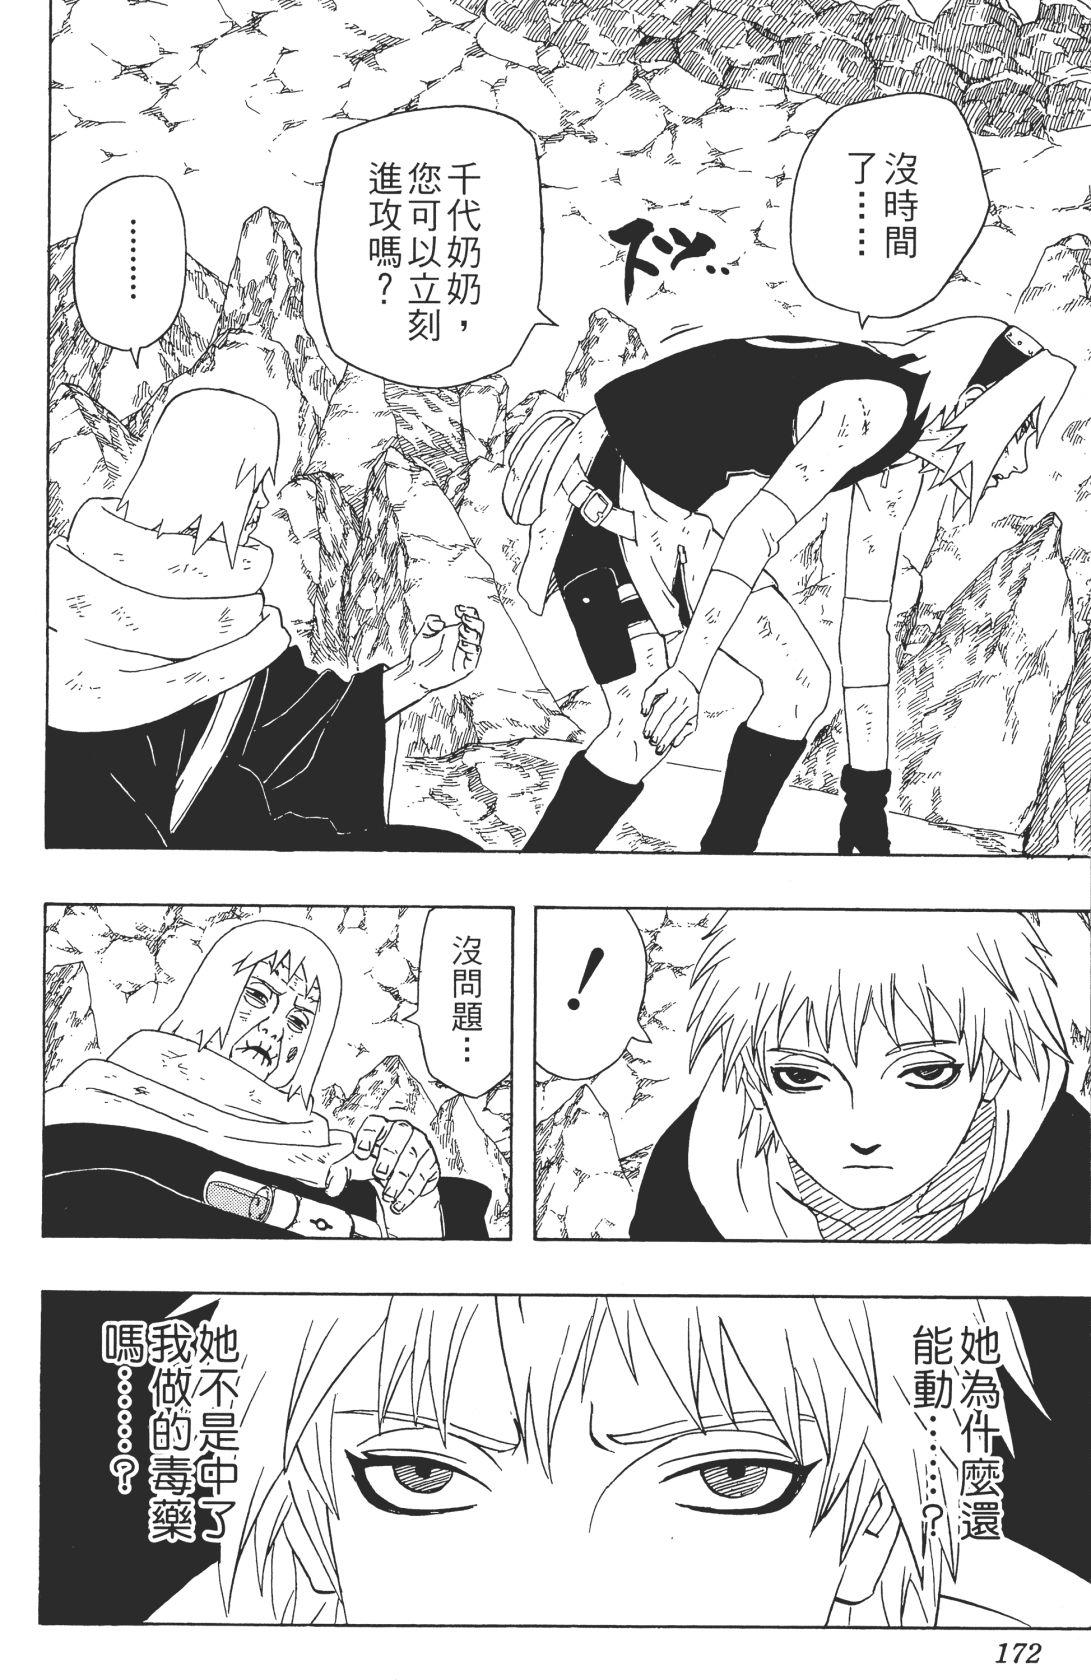 沒時間
了……
ズッ…
千代奶奶，
您可以立刻
進攻嗎？
………
！
沒問題…
她為什麼還
能動………？
她不是中了
我做的毒藥
嗎………？
172